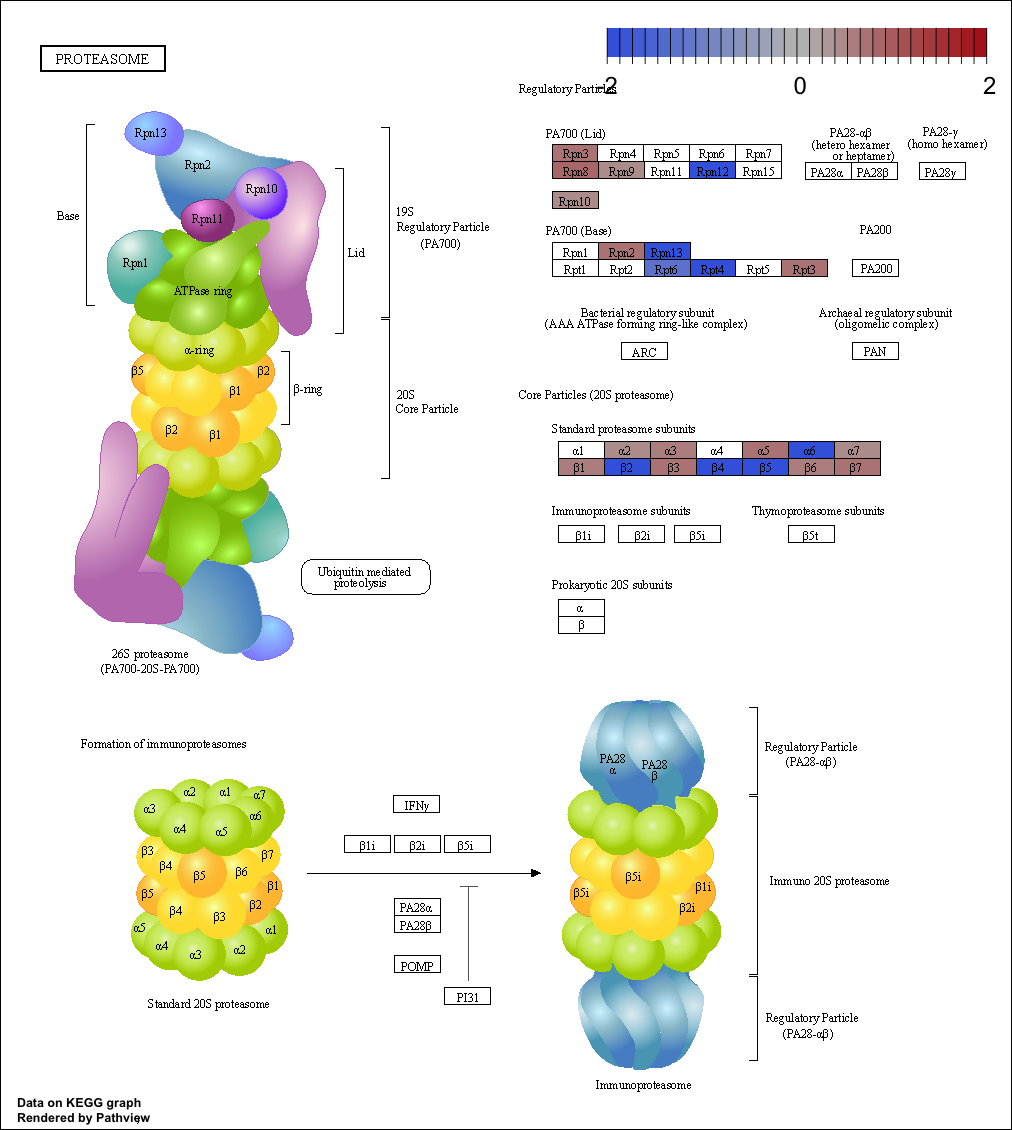 PROTEASOME
-2 0 2
Regulatory Particles
PA700 (Lid)
Rpn3 Rpn4 Rpn5 Rpn6 Rpn7
Rpn8 Rpn9 Rpn11 Rpn12 Rpn15
Rpn10
PA28-αβ
(hetero hexamer
or heptamer)
PA28α PA28β
PA28-γ
(homo hexamer)
PA28γ
PA700 (Base)
Rpn1 Rpn2 Rpn13
Rpt1 Rpt2 Rpt6 Rpt4 Rpt5 Rpt3
PA200
PA200
Bacterial regulatory subunit
(AAA ATPase forming ring-like complex)
ARC
Archaeal regulatory subunit
(oligomelic complex)
PAN
Rpn13
Rpn2
Rpn10
Rpn11
Rpn1
ATPase ring
Base
Lid
19S
Regulatory Particle
(PA700)
α-ring
β5 β2
β1
β2 β1
β-ring
20S
Core Particle
Core Particles (20S proteasome)
Standard proteasome subunits
α1 α2 α3 α4 α5 α6 α7
β1 β2 β3 β4 β5 β6 β7
Immunoproteasome subunits
β1i β2i β5i
Thymoproteasome subunits
β5t
Prokaryotic 20S subunits
α
β
Ubiquitin mediated
proteolysis
26S proteasome
(PA700-20S-PA700)
Formation of immunoproteasomes
α3 α2 α1 α7
α4 α5 α6
β3 β4 β5 β6 β7
β5 β4 β3 β2 β1
α5 α4 α3 α2 α1
Standard 20S proteasome
IFNγ
β1i β2i β5i
PA28α
PA28β
POMP
PI31
PA28
α
PA28
β
β5i
β5i β1i
β2i
Regulatory Particle
(PA28-αβ)
Immuno 20S proteasome
Regulatory Particle
(PA28-αβ)
Immunoproteasome
Data on KEGG graph
Rendered by Pathview